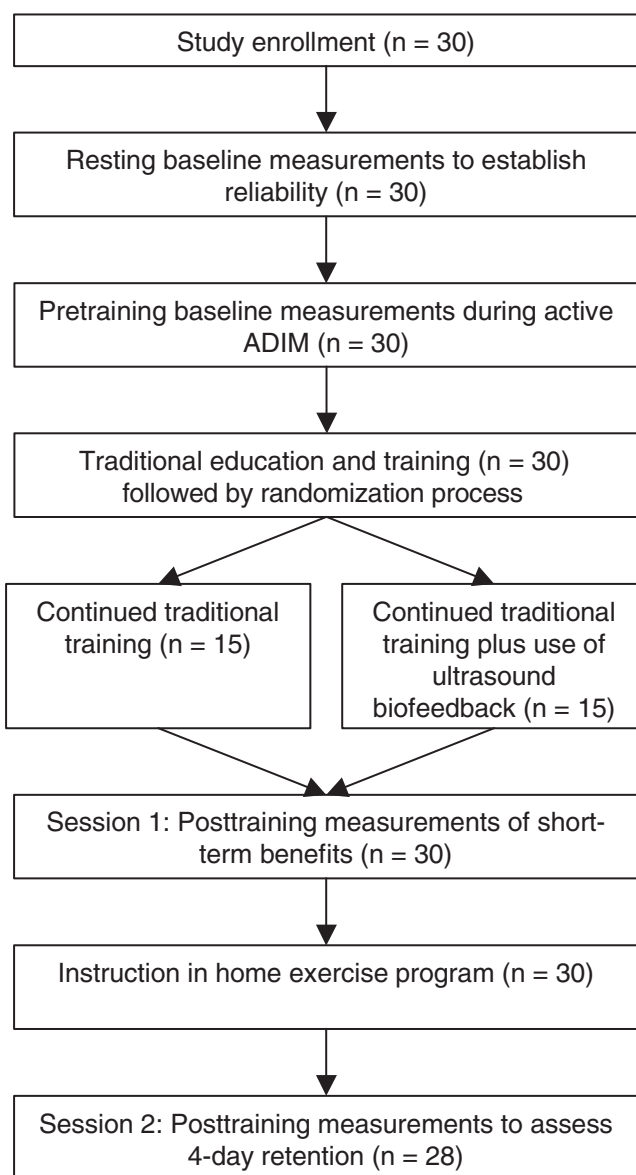 Study enrollment (n = 30)
Resting baseline measurements to establish
reliability (n = 30)
Pretraining baseline measurements during active
ADIM (n = 30)
Traditional education and training (n = 30)
followed by randomization process
Continued traditional
training (n = 15)
Continued traditional
training plus use of
ultrasound
biofeedback (n = 15)
Session 1: Posttraining measurements of short-
term benefits (n = 30)
Instruction in home exercise program (n = 30)
Session 2: Posttraining measurements to assess
4-day retention (n = 28)